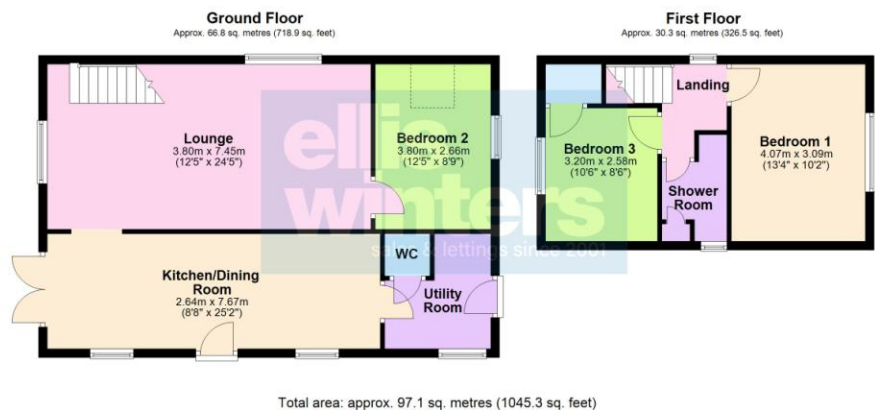 Ground Floor
Approx. 66.8 sq. metres (718.9 sq. feet)
Lounge
3.80m x 7.45m
(12'5" x 24'5")
Bedroom 2
3.80m x 2.66m
(12'5" x 8'9")
Kitchen/Dining
Room
2.64m x 7.67m
(8'8" x 25'2")
WC
Utility
Room
First Floor
Approx. 30.3 sq. metres (326.5 sq. feet)
Landing
Bedroom 1
4.07m x 3.09m
(13'4" x 10'2")
Bedroom 3
3.20m x 2.58m
(10'6" x 8'6")
Shower
Room
ellis
winters
sales & lettings since 2001
Total area: approx. 97.1 sq. metres (1045.3 sq. feet)